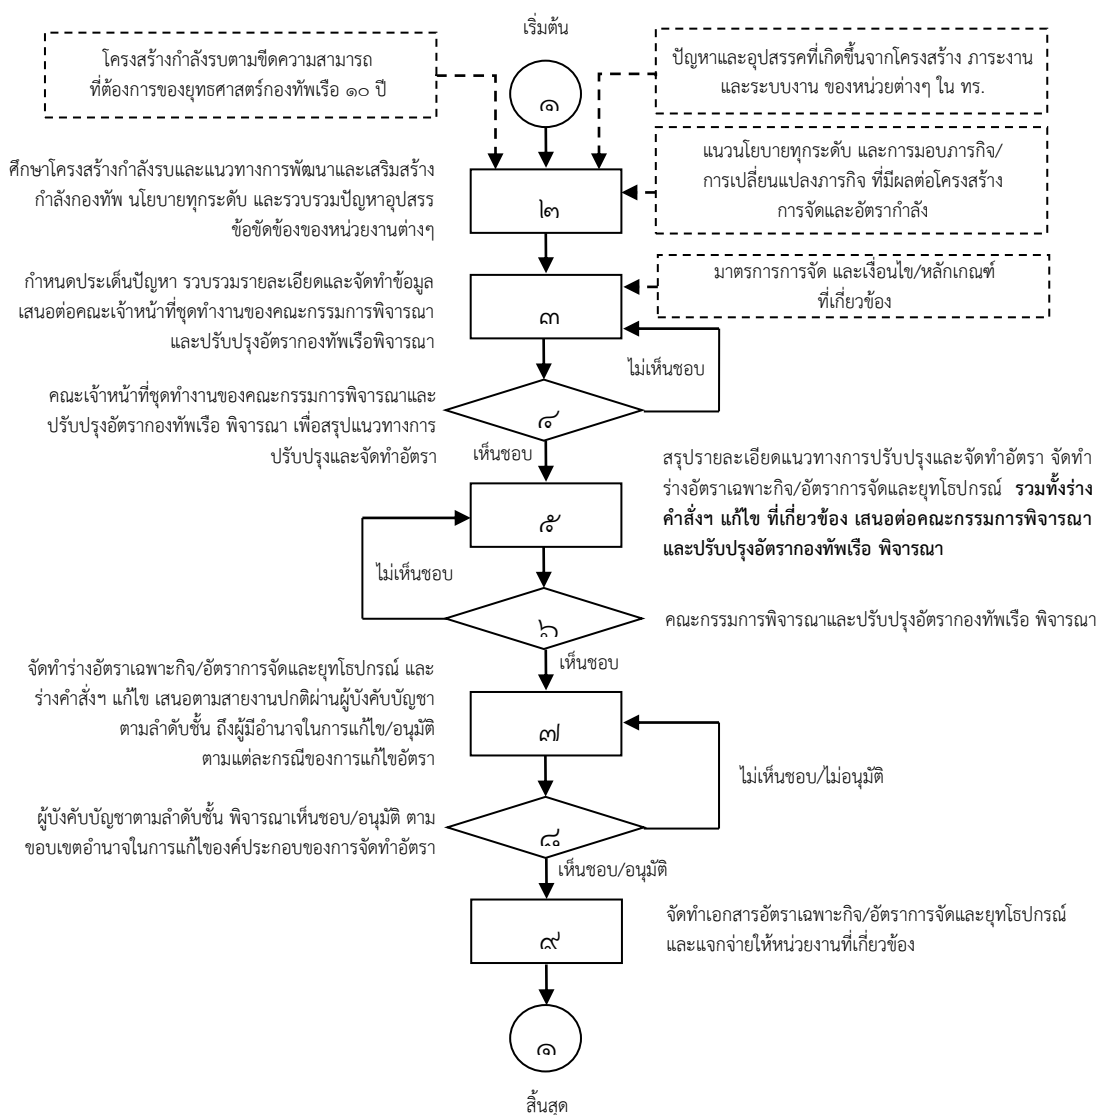 เริ่มต้น
โครงสร้างกำลังรบตามขีดความสามารถ
ที่ต้องการของยุทธศาสตร์กองทัพเรือ ๑๐ ปี
ปัญหาและอุปสรรคที่เกิดขึ้นจากโครงสร้าง ภาระงาน
และระบบงาน ของหน่วยต่างๆ ใน ทร.
๑
แนวนโยบายทุกระดับ และการมอบภารกิจ/
การเปลี่ยนแปลงภารกิจ ที่มีผลต่อโครงสร้าง
การจัดและอัตรากำลัง
ศึกษาโครงสร้างกำลังรบและแนวทางการพัฒนาและเสริมสร้าง
กำลังกองทัพ นโยบายทุกระดับ และรวบรวมปัญหาอุปสรร
ข้อขัดข้องของหน่วยงานต่างๆ
๒
มาตรการการจัด และเงื่อนไข/หลักเกณฑ์
ที่เกี่ยวข้อง
กำหนดประเด็นปัญหา รวบรวมรายละเอียดและจัดทำข้อมูล
เสนอต่อคณะเจ้าหน้าที่ชุดทำงานของคณะกรรมการพิจารณา
และปรับปรุงอัตรากองทัพเรือพิจารณา
๓
ไม่เห็นชอบ
คณะเจ้าหน้าที่ชุดทำงานของคณะกรรมการพิจารณาและ
ปรับปรุงอัตรากองทัพเรือ พิจารณา เพื่อสรุปแนวทางการ
ปรับปรุงและจัดทำอัตรา
๔
เห็นชอบ
สรุปรายละเอียดแนวทางการปรับปรุงและจัดทำอัตรา จัดทำ
ร่างอัตราเฉพาะกิจ/อัตราการจัดและยุทโธปกรณ์ รวมทั้งร่าง
คำสั่งฯ แก้ไข ที่เกี่ยวข้อง เสนอต่อคณะกรรมการพิจารณา
และปรับปรุงอัตรากองทัพเรือ พิจารณา
๕
ไม่เห็นชอบ
๖
คณะกรรมการพิจารณาและปรับปรุงอัตรากองทัพเรือ พิจารณา
เห็นชอบ
จัดทำร่างอัตราเฉพาะกิจ/อัตราการจัดและยุทโธปกรณ์ และ
ร่างคำสั่งฯ แก้ไข เสนอตามสายงานปกติผ่านผู้บังคับบัญชา
ตามลำดับชั้น ถึงผู้มีอำนาจในการแก้ไข/อนุมัติ
ตามแต่ละกรณีของการแก้ไขอัตรา
๗
ไม่เห็นชอบ/ไม่อนุมัติ
ผู้บังคับบัญชาตามลำดับชั้น พิจารณาเห็นชอบ/อนุมัติ ตาม
ขอบเขตอำนาจในการแก้ไของค์ประกอบของการจัดทำอัตรา
๘
เห็นชอบ/อนุมัติ
๙
จัดทำเอกสารอัตราเฉพาะกิจ/อัตราการจัดและยุทโธปกรณ์
และแจกจ่ายให้หน่วยงานที่เกี่ยวข้อง
๑
สิ้นสุด